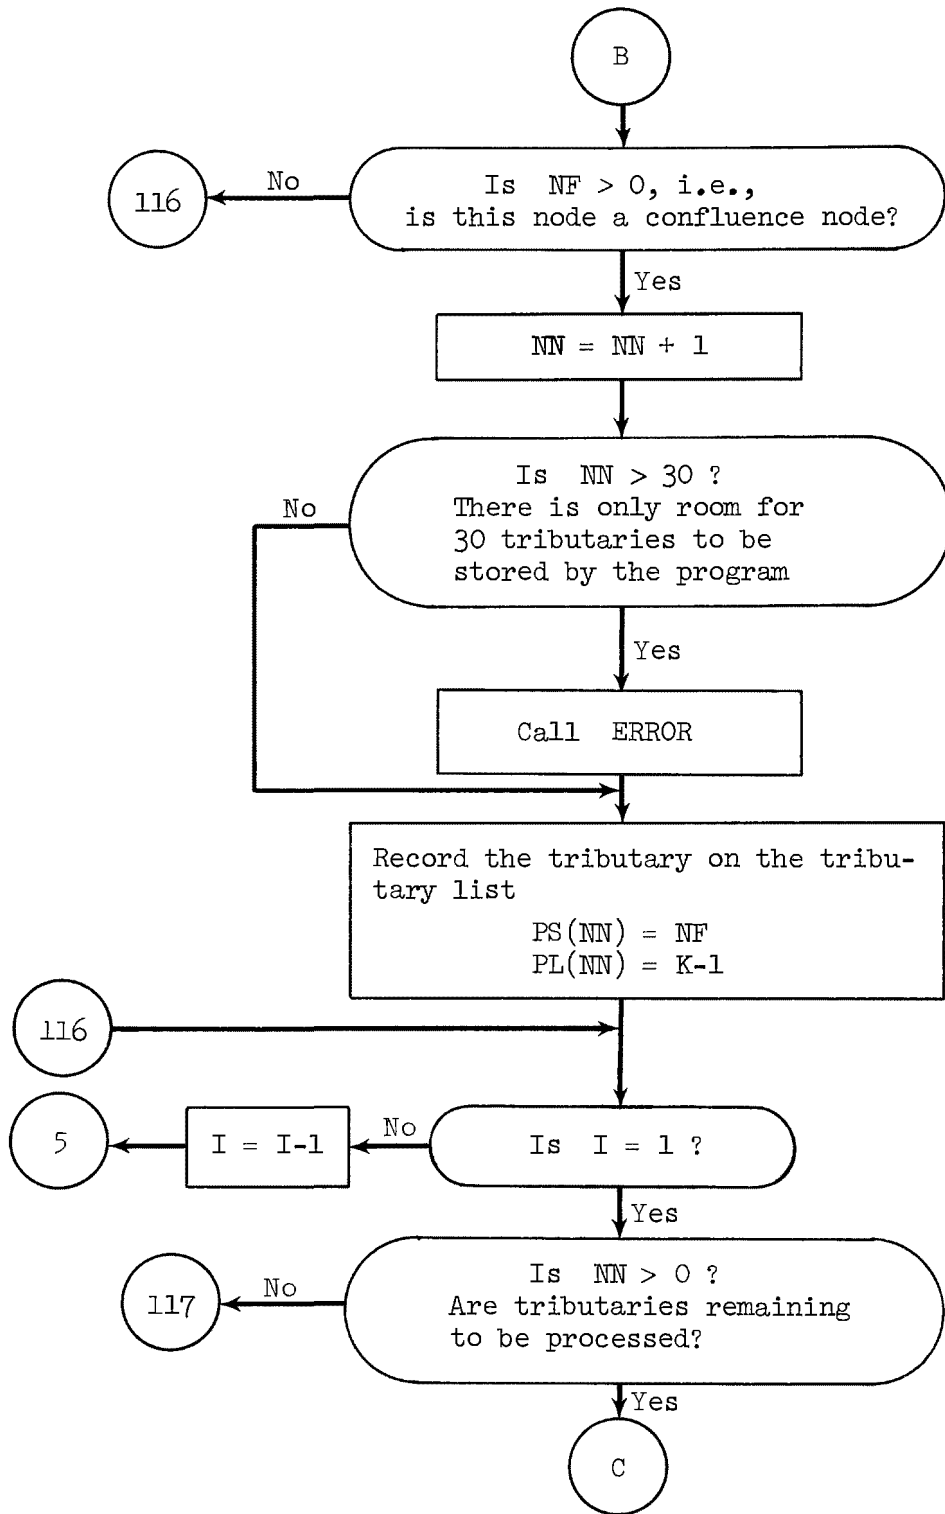 B
Is NF > 0, i.e.,
is this node a confluence node?
No
116
Yes
NN = NN + 1
Is NN > 30 ?
There is only room for
30 tributaries to be
stored by the program
No
Yes
Call ERROR
Record the tributary on the tribu-
tary list
PS(NN) = NF
PL(NN) = K-1
116
5
I = I-1
No
Is I = 1 ?
Yes
Is NN > 0 ?
Are tributaries remaining
to be processed?
No
117
Yes
C